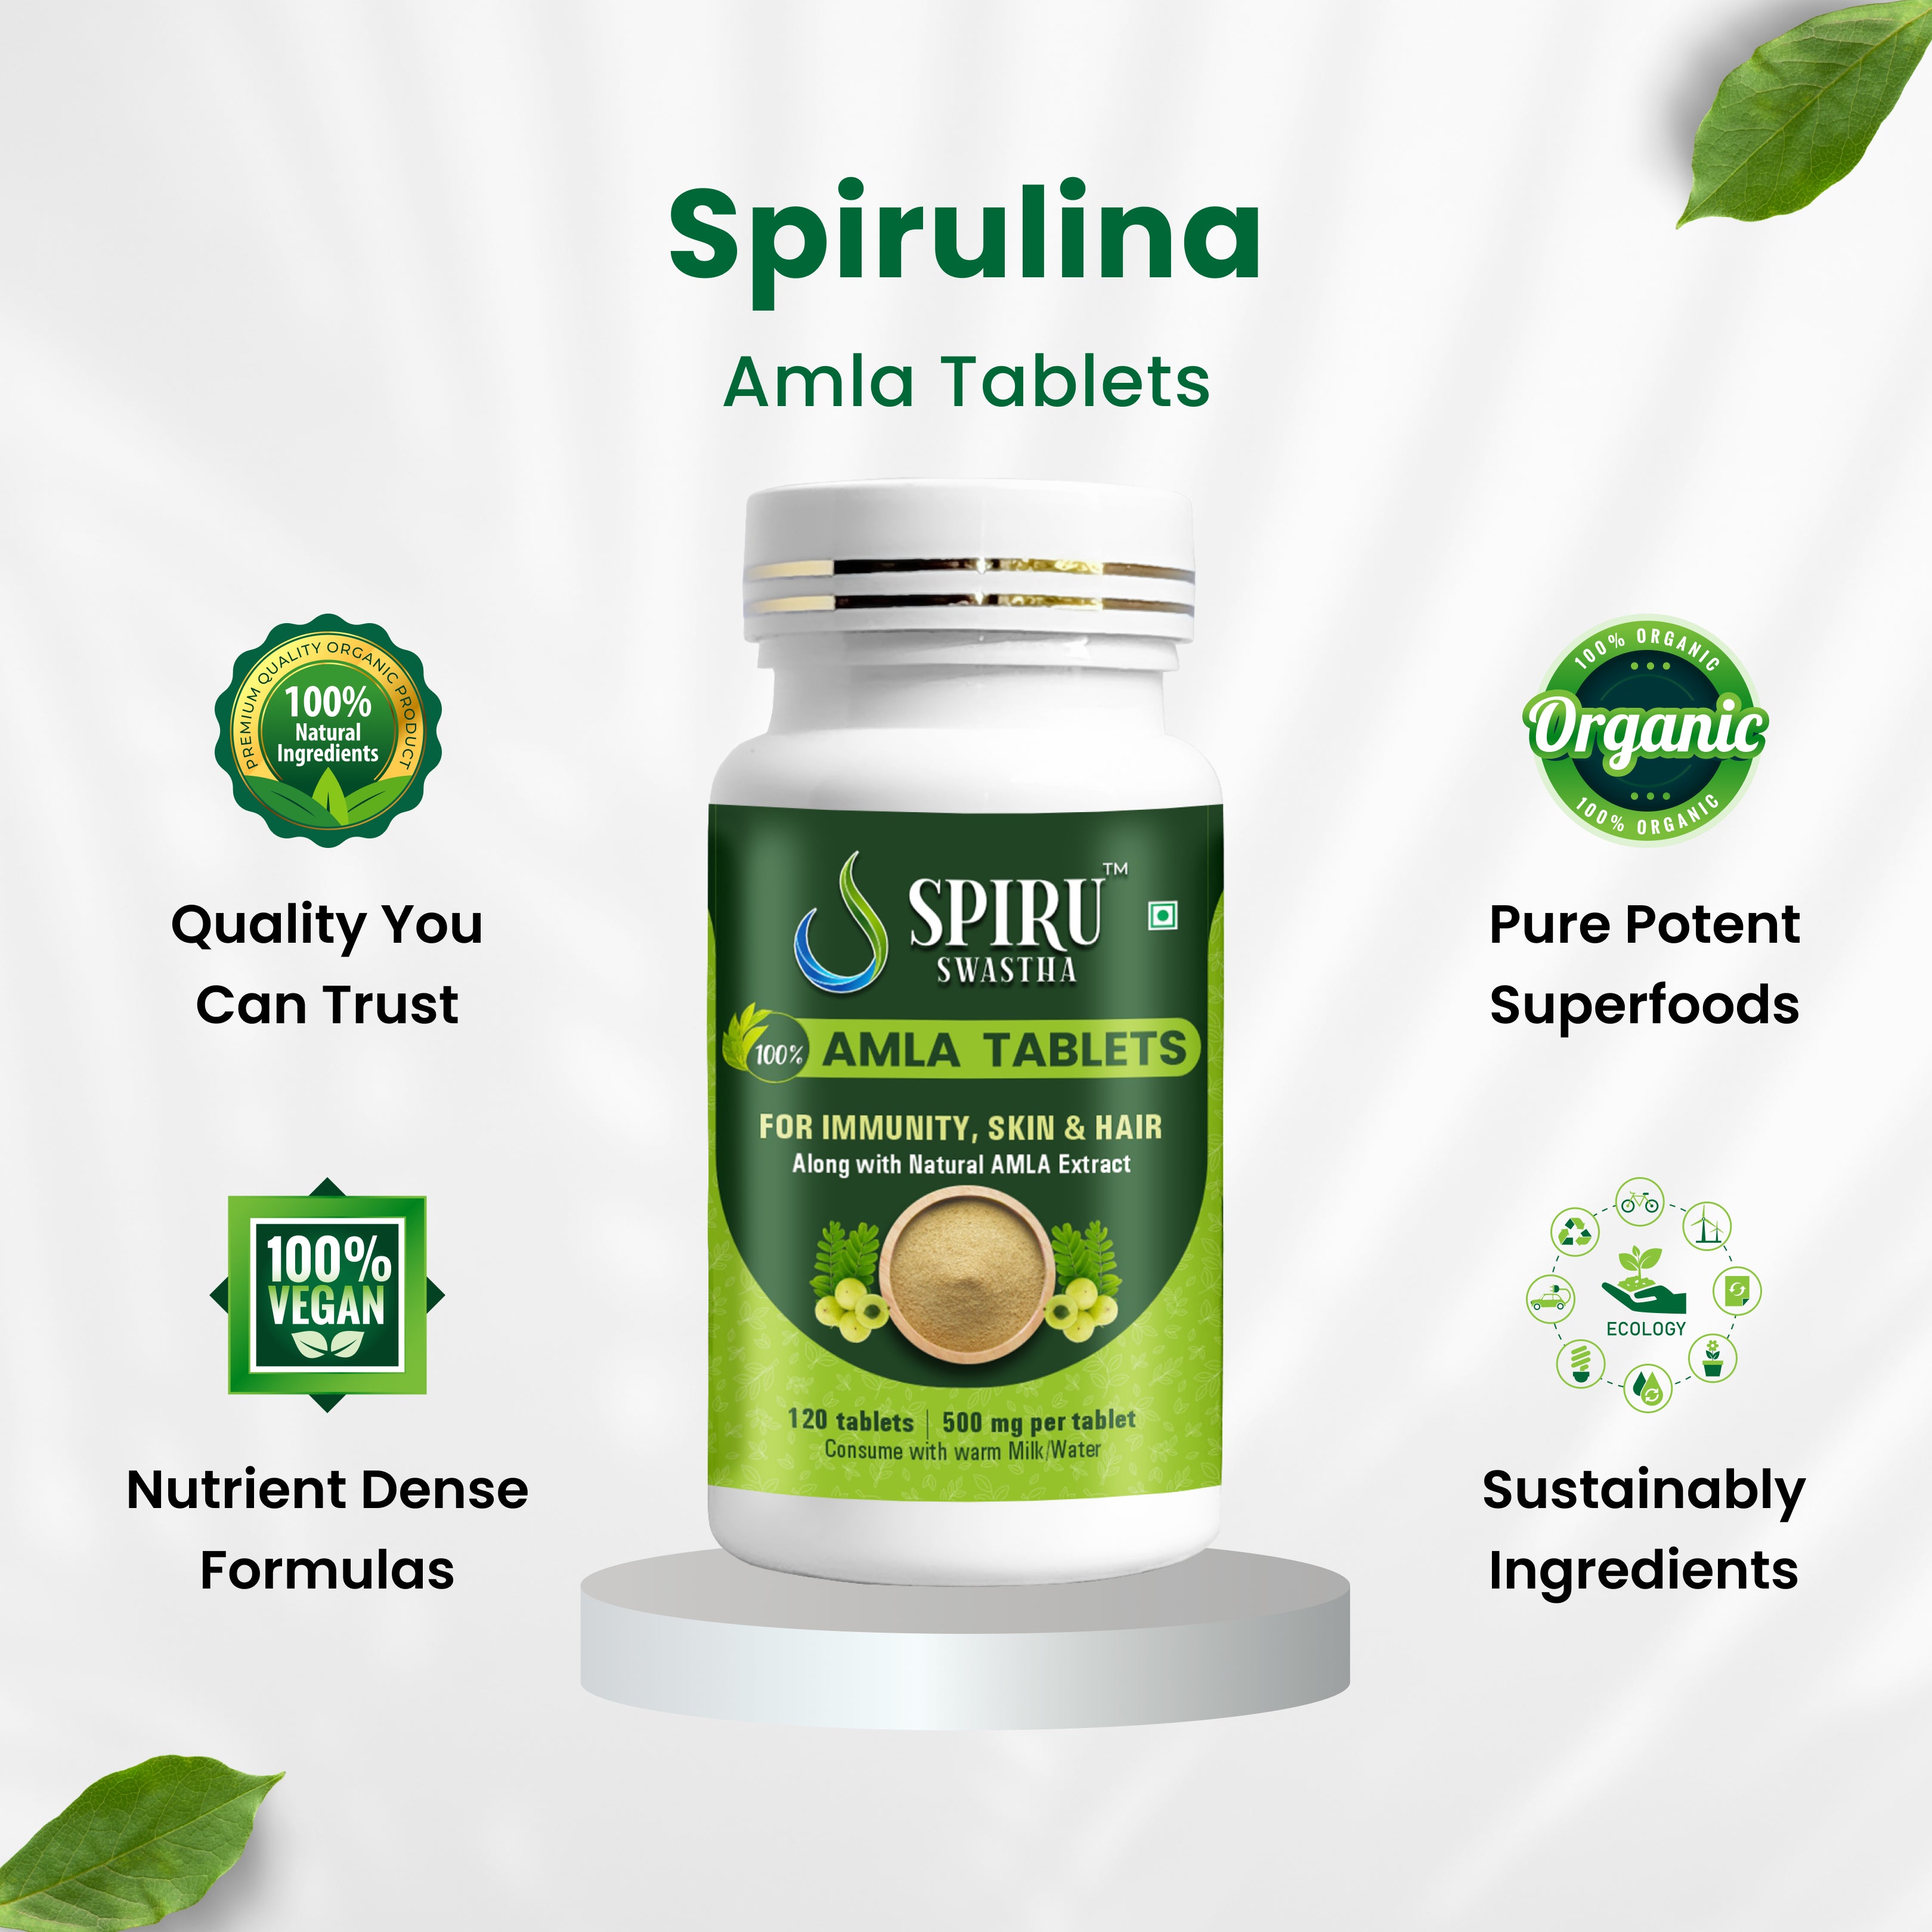 Spirulina
Amla Tablets
PREMIUM QUALITY ORGANIC PRODUCT
100%
Natural
Ingredients
Quality You
Can Trust
100%
VEGAN
Nutrient Dense
Formulas
SPIRU™
SWASTHA
100% AMLA TABLETS
FOR IMMUNITY, SKIN & HAIR
Along with Natural AMLA Extract
120 tablets | 500 mg per tablet
Consume with warm Milk/Water
100% ORGANIC
Organic
100% ORGANIC
Pure Potent
Superfoods
ECOLOGY
Sustainably
Ingredients